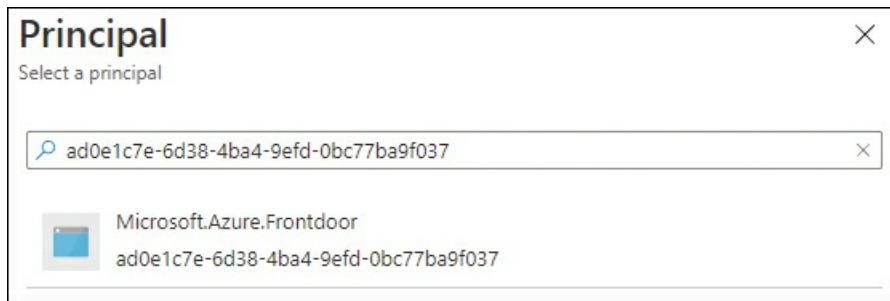 Principal
Select a principal
ad0e1c7e-6d38-4ba4-9efd-0bc77ba9f037
Microsoft.Azure.Frontdoor
ad0e1c7e-6d38-4ba4-9efd-0bc77ba9f037